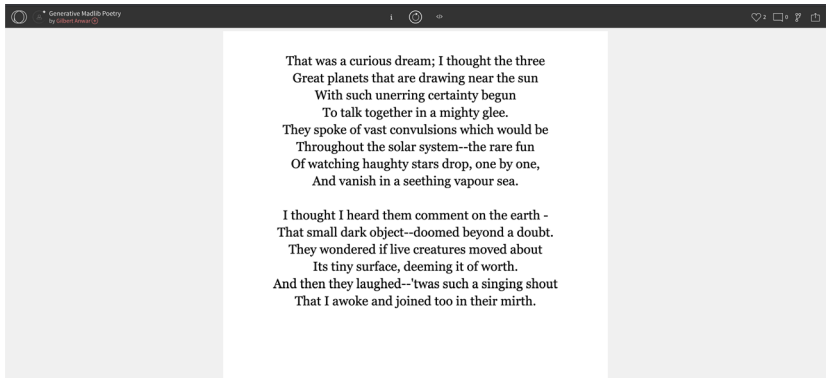 Generative Madlib Poetry
by Gilbert Anwar
2
0
That was a curious dream; I thought the three
Great planets that are drawing near the sun
With such unerring certainty begun
To talk together in a mighty glee.
They spoke of vast convulsions which would be
Throughout the solar system--the rare fun
Of watching haughty stars drop, one by one,
And vanish in a seething vapour sea.
I thought I heard them comment on the earth -
That small dark object--doomed beyond a doubt.
They wondered if live creatures moved about
Its tiny surface, deeming it of worth.
And then they laughed--'twas such a singing shout
That I awoke and joined too in their mirth.